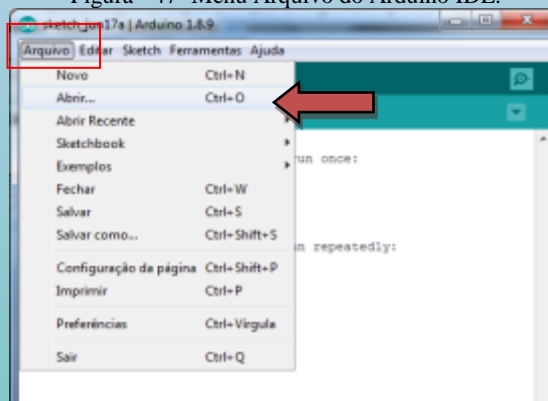 Figura - 47 Menu Arquivo do Arduino IDE.
sketch_jun17a | Arduino 1.8.9
Arquivo Editar Sketch Ferramentas Ajuda
Novo Ctrl+N
Abrir... Ctrl+O
Abrir Recente
Sketchbook
Exemplos
run once:
Fechar Ctrl+W
Salvar Ctrl+S
Salvar como... Ctrl+Shift+S
repeatedly:
Configuração da página Ctrl+Shift+P
Imprimir Ctrl+P
Preferências Ctrl+Vírgula
Sair Ctrl+Q